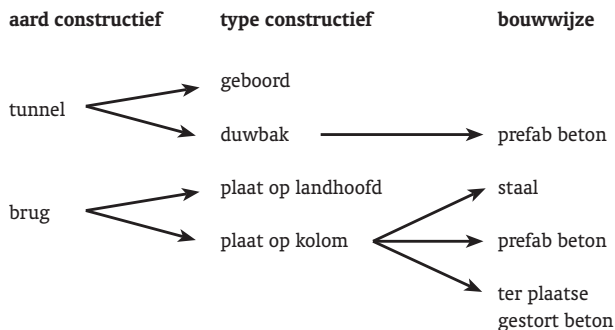 aard constructief type constructief bouwwijze
geboord
tunnel
duwbak prefab beton
plaat op landhoofd staal
brug
plaat op kolom prefab beton
ter plaatse
gestort beton